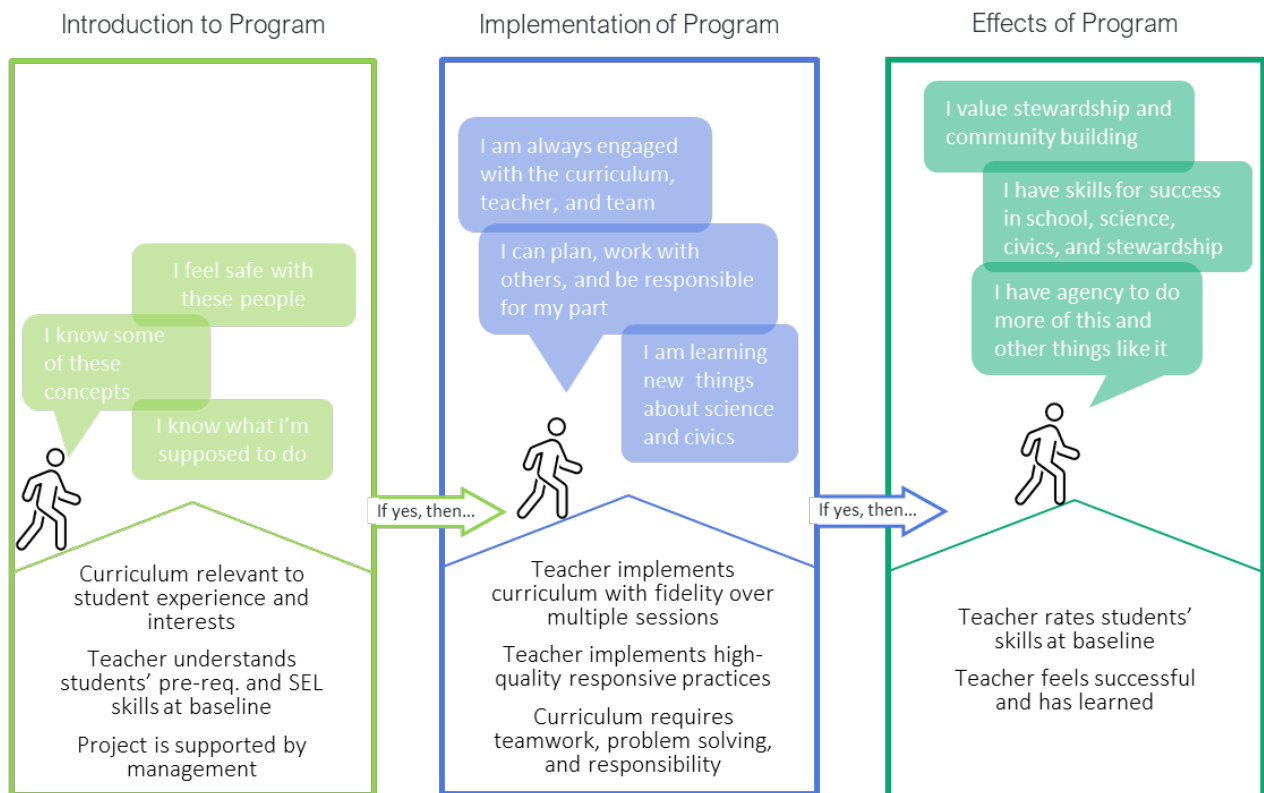 Introduction to Program
I feel safe with
these people
I know some
of these
concepts
I know what I'm
supposed to do
Curriculum relevant to
student experience and
interests
Teacher understands
students' pre-req. and SEL
skills at baseline
Project is supported by
management
If yes, then...
Implementation of Program
I am always engaged
with the curriculum,
teacher, and team
I can plan, work with
others, and be responsible
for my part
I am learning
new things
about science
and civics
Teacher implements
curriculum with fidelity over
multiple sessions
Teacher implements high-
quality responsive practices
Curriculum requires
teamwork, problem solving,
and responsibility
If yes, then...
Effects of Program
I value stewardship and
community building
I have skills for success
in school, science,
civics, and stewardship
I have agency to do
more of this and
other things like it
Teacher rates students'
skills at baseline
Teacher feels successful
and has learned